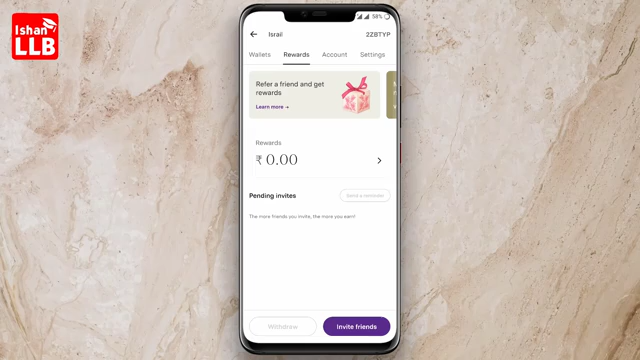 Ishan
LLB
58%
Israil
2ZBTYP
Wallets
Rewards
Account
Settings
Refer a friend and get
rewards
Learn more →
Rewards
₹ 0.00
Pending invites
Send a reminder
The more friends you invite, the more you earn!
Withdraw
Invite friends